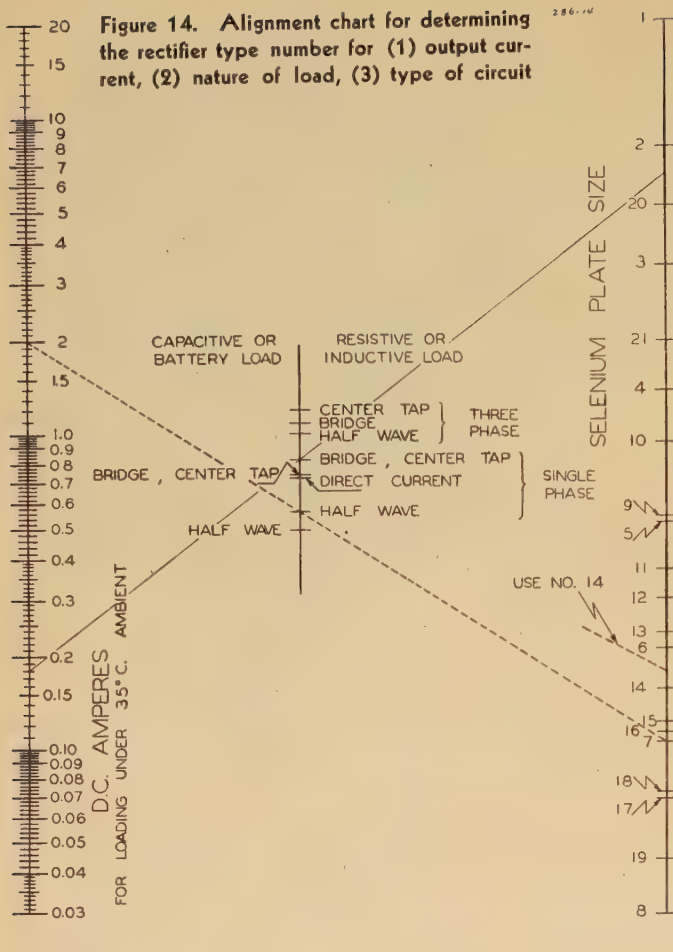 Figure 14. Alignment chart for determining
the rectifier type number for (1) output cur-
rent, (2) nature of load, (3) type of circuit
286-14
20
15
10
9
8
7
6
5
4
3
2
1.5
1.0
0.9
0.8
0.7
0.6
0.5
0.4
0.3
0.2
0.15
0.10
0.09
0.08
0.07
0.06
0.05
0.04
0.03
D.C. AMPERES
FOR LOADING UNDER 35° C. AMBIENT
CAPACITIVE OR
BATTERY LOAD
BRIDGE, CENTER TAP
HALF WAVE
RESISTIVE OR
INDUCTIVE LOAD
CENTER TAP
BRIDGE
HALF WAVE
THREE
PHASE
BRIDGE, CENTER TAP
DIRECT CURRENT
HALF WAVE
SINGLE
PHASE
USE NO. 14
SELENIUM PLATE SIZE
1
2
20
3
21
4
10
9
5
11
12
13
6
14
15
16
7
18
17
19
8